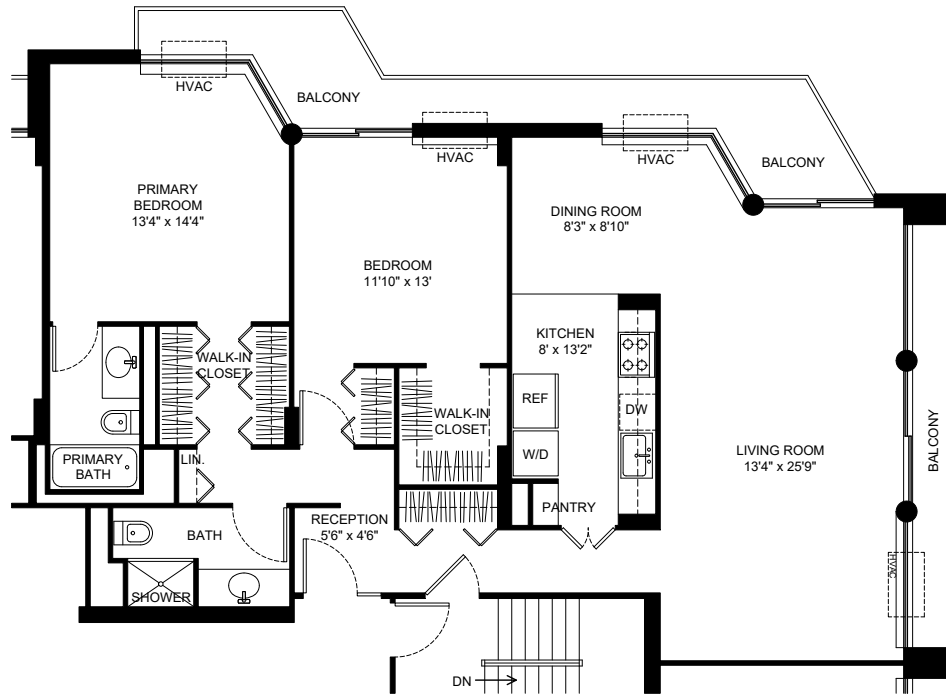 HVAC
BALCONY
HVAC
HVAC
BALCONY
PRIMARY
BEDROOM
13'4" x 14'4"
DINING ROOM
8'3" x 8'10"
BEDROOM
11'10" x 13'
KITCHEN
8' x 13'2"
WALK-IN
CLOSET
REF
DW
WALK-IN
CLOSET
W/D
LIVING ROOM
13'4" x 25'9"
BALCONY
PRIMARY
BATH
LIN.
PANTRY
RECEPTION
5'6" x 4'6"
BATH
HVAC
SHOWER
DN